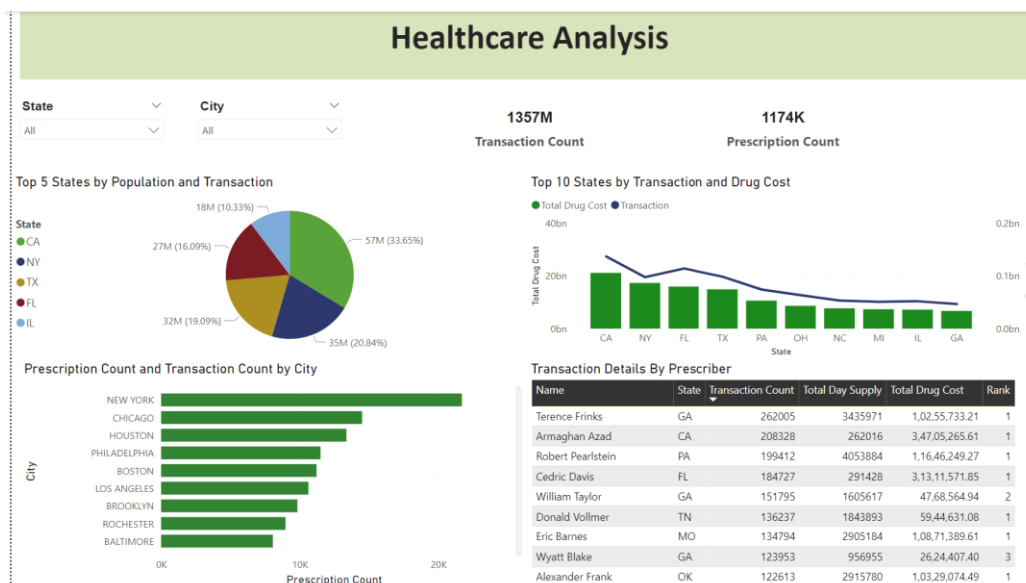 Healthcare Analysis
State
City
All
All
1357M
Transaction Count
1174K
Prescription Count
Top 5 States by Population and Transaction
State
CA
NY
TX
FL
IL
18M (10.33%)
57M (33.65%)
27M (16.09%)
32M (19.09%)
35M (20.84%)
Top 10 States by Transaction and Drug Cost
Total Drug Cost Transaction
40bn
20bn
0bn
Total Drug Cost
0.2bn
0.1bn
0.0bn
CA NY FL TX PA OH NC MI IL GA
State
Prescription Count and Transaction Count by City
City
NEW YORK
CHICAGO
HOUSTON
PHILADELPHIA
BOSTON
LOS ANGELES
BROOKLYN
ROCHESTER
BALTIMORE
0K 10K 20K
Prescription Count
Transaction Details By Prescriber
Name State Transaction Count Total Day Supply Total Drug Cost Rank
Terence Frinks GA 262005 3435971 1,02,55,733.21 1
Armaghan Azad CA 208328 262016 3,47,05,265.61 1
Robert Pearlstein PA 199412 4053884 1,16,46,249.27 1
Cedric Davis FL 184727 291428 3,13,11,571.85 1
William Taylor GA 151795 1605617 47,68,564.94 2
Donald Vollmer TN 136237 1843893 59,44,631.08 1
Eric Barnes MO 134794 2905184 1,08,71,389.61 1
Wyatt Blake GA 123953 956955 26,24,407.40 3
Alexander Frank OK 122613 2915780 1,03,29,074.49 1